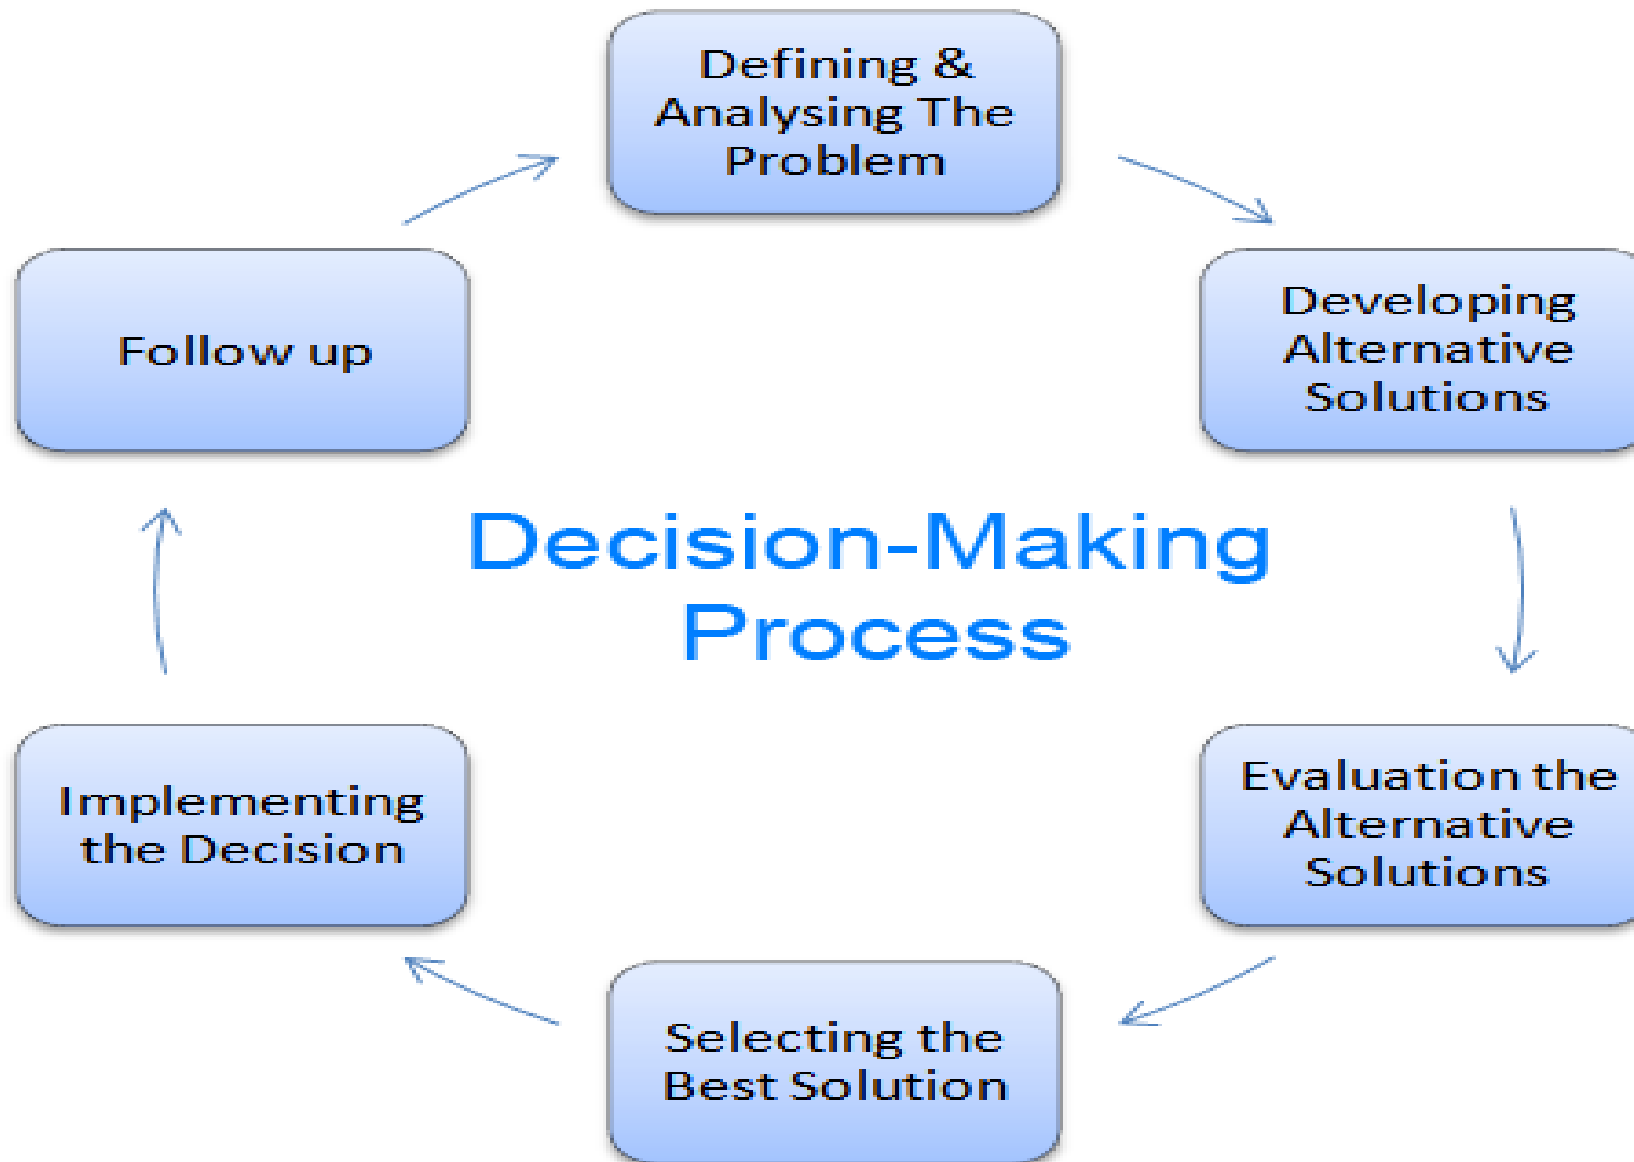 Defining &
Analysing The
Problem
Developing
Alternative
Solutions
Evaluation the
Alternative
Solutions
Selecting the
Best Solution
Implementing
the Decision
Follow up
Decision-Making
Process